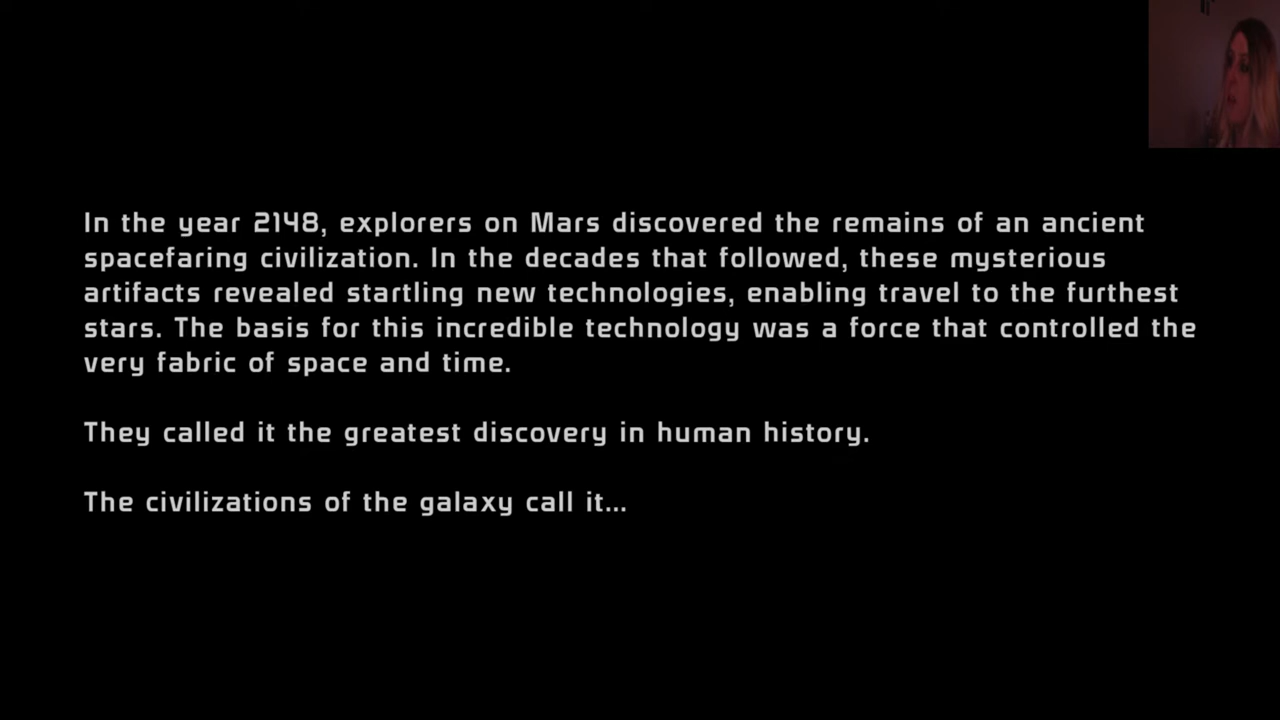 In the year 2148, explorers on Mars discovered the remains of an ancient
spacefaring civilization. In the decades that followed, these mysterious
artifacts revealed startling new technologies, enabling travel to the furthest
stars. The basis for this incredible technology was a force that controlled the
very fabric of space and time.
They called it the greatest discovery in human history.
The civilizations of the galaxy call it...